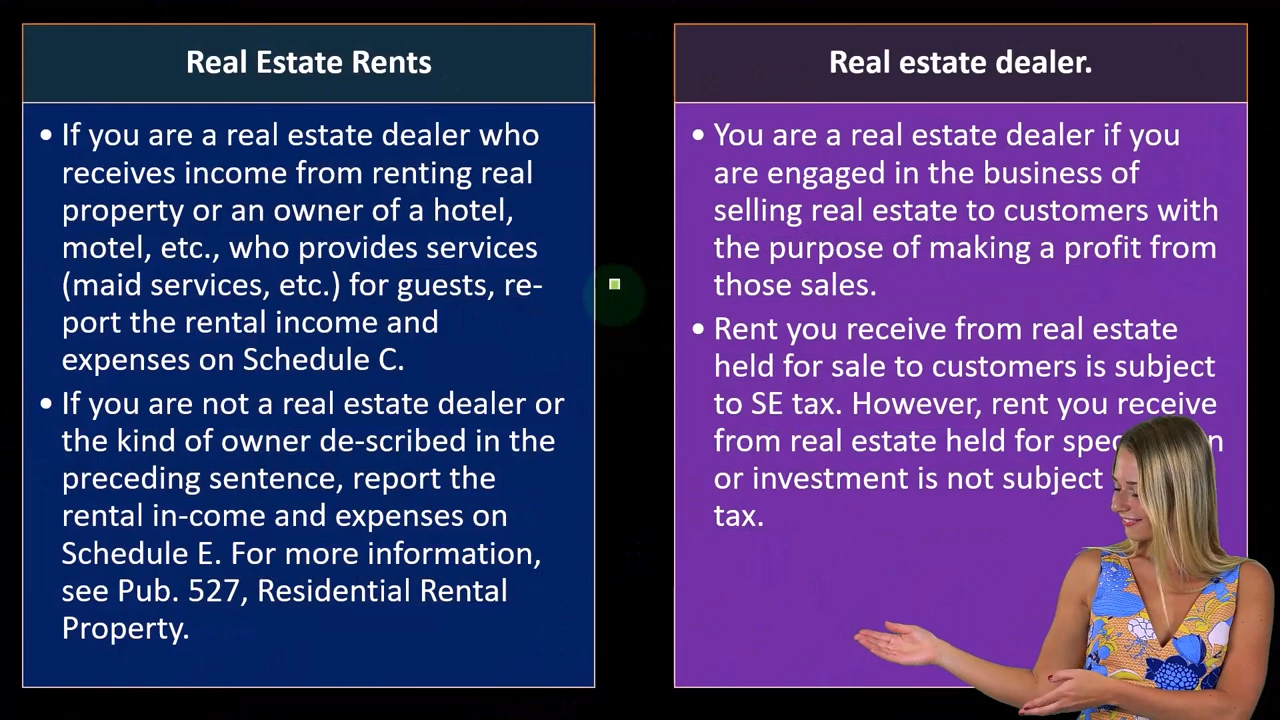 Real Estate Rents
• If you are a real estate dealer who
receives income from renting real
property or an owner of a hotel,
motel, etc., who provides services
(maid services, etc.) for guests, re-
port the rental income and
expenses on Schedule C.
• If you are not a real estate dealer or
the kind of owner de-scribed in the
preceding sentence, report the
rental in-come and expenses on
Schedule E. For more information,
see Pub. 527, Residential Rental
Property.
Real estate dealer.
• You are a real estate dealer if you
are engaged in the business of
selling real estate to customers with
the purpose of making a profit from
those sales.
• Rent you receive from real estate
held for sale to customers is subject
to SE tax. However, rent you receive
from real estate held for
or investment is not subject
tax.